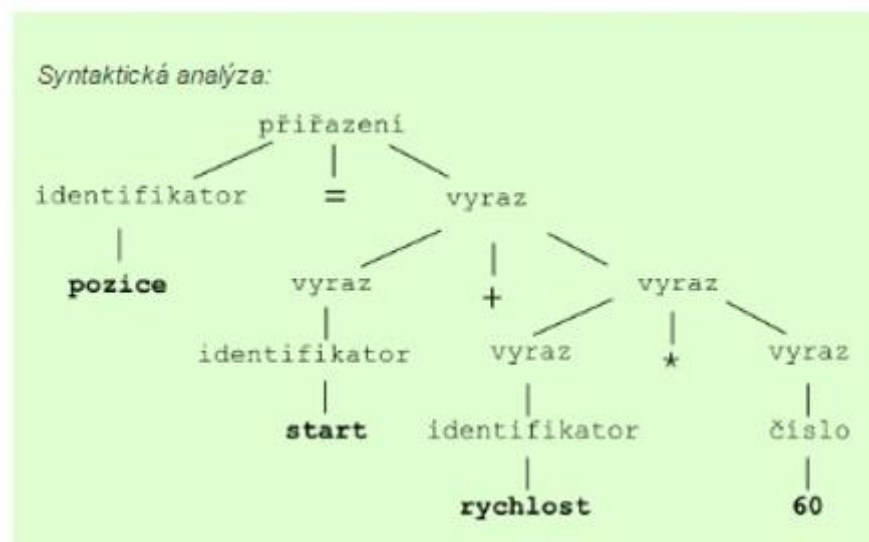 Syntaktická analýza:
přiřazení
identifikator = vyraz
pozice vyraz + vyraz
identifikator vyraz * vyraz
start identifikator číslo
rychlost 60